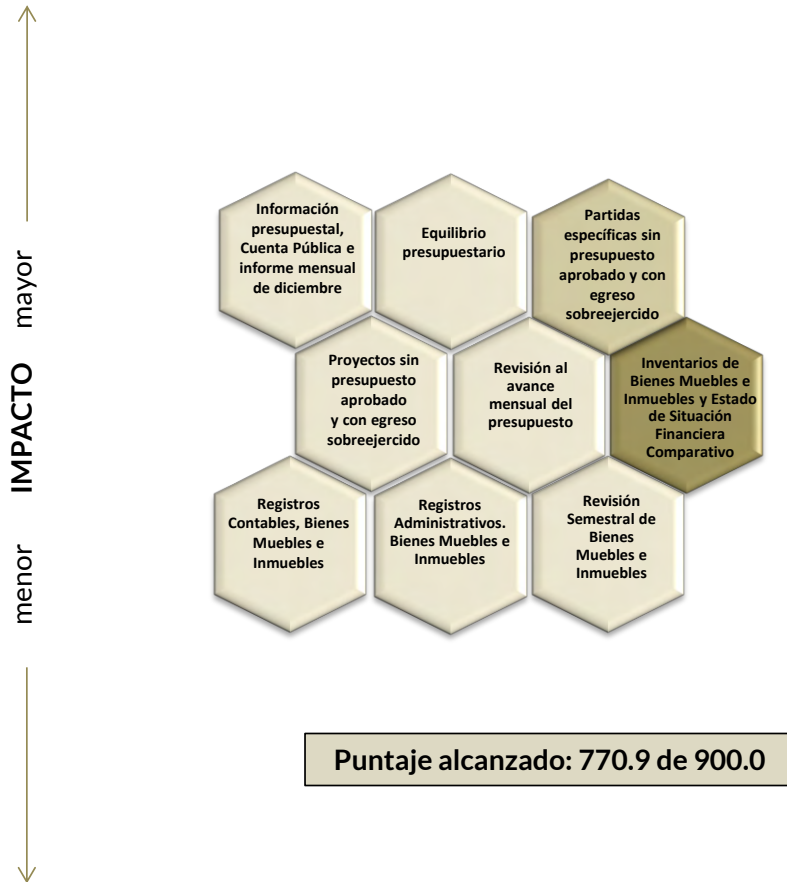 mayor
IMPACTO
menor
Información
presupuestal,
Cuenta Pública e
informe mensual
de diciembre
Equilibrio
presupuestario
Partidas
específicas sin
presupuesto
aprobado y con
egreso
sobreejercido
Proyectos sin
presupuesto
aprobado
y con egreso
sobreejercido
Revisión al
avance
mensual del
presupuesto
Inventarios de
Bienes Muebles e
Inmuebles y Estado
de Situación
Financiera
Comparativo
Registros
Contables, Bienes
Muebles e
Inmuebles
Registros
Administrativos.
Bienes Muebles e
Inmuebles
Revisión
Semestral de
Bienes
Muebles e
Inmuebles
Puntaje alcanzado: 770.9 de 900.0